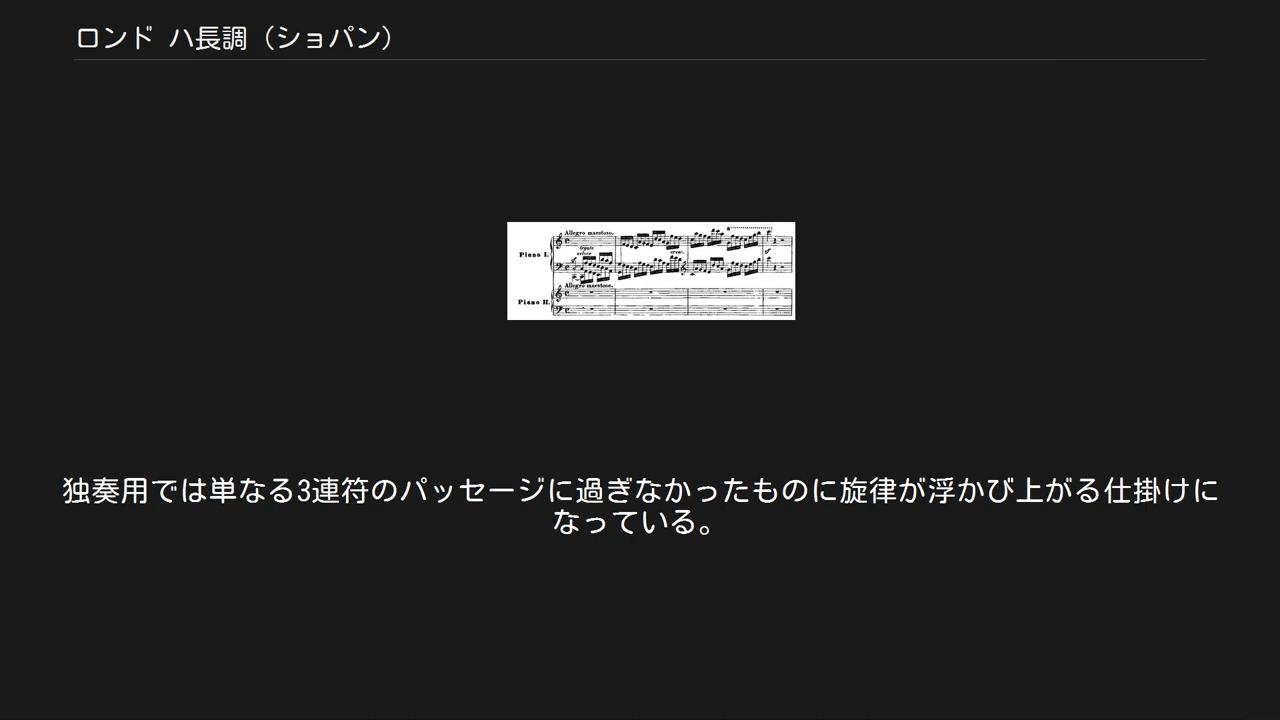 ロンド ハ長調（ショパン）
Allegro maestoso.
Piano I.
legato
veloce
cresc.
Allegro maestoso.
Piano II.
独奏用では単なる3連符のパッセージに過ぎなかったものに旋律が浮かび上がる仕掛けに
なっている。